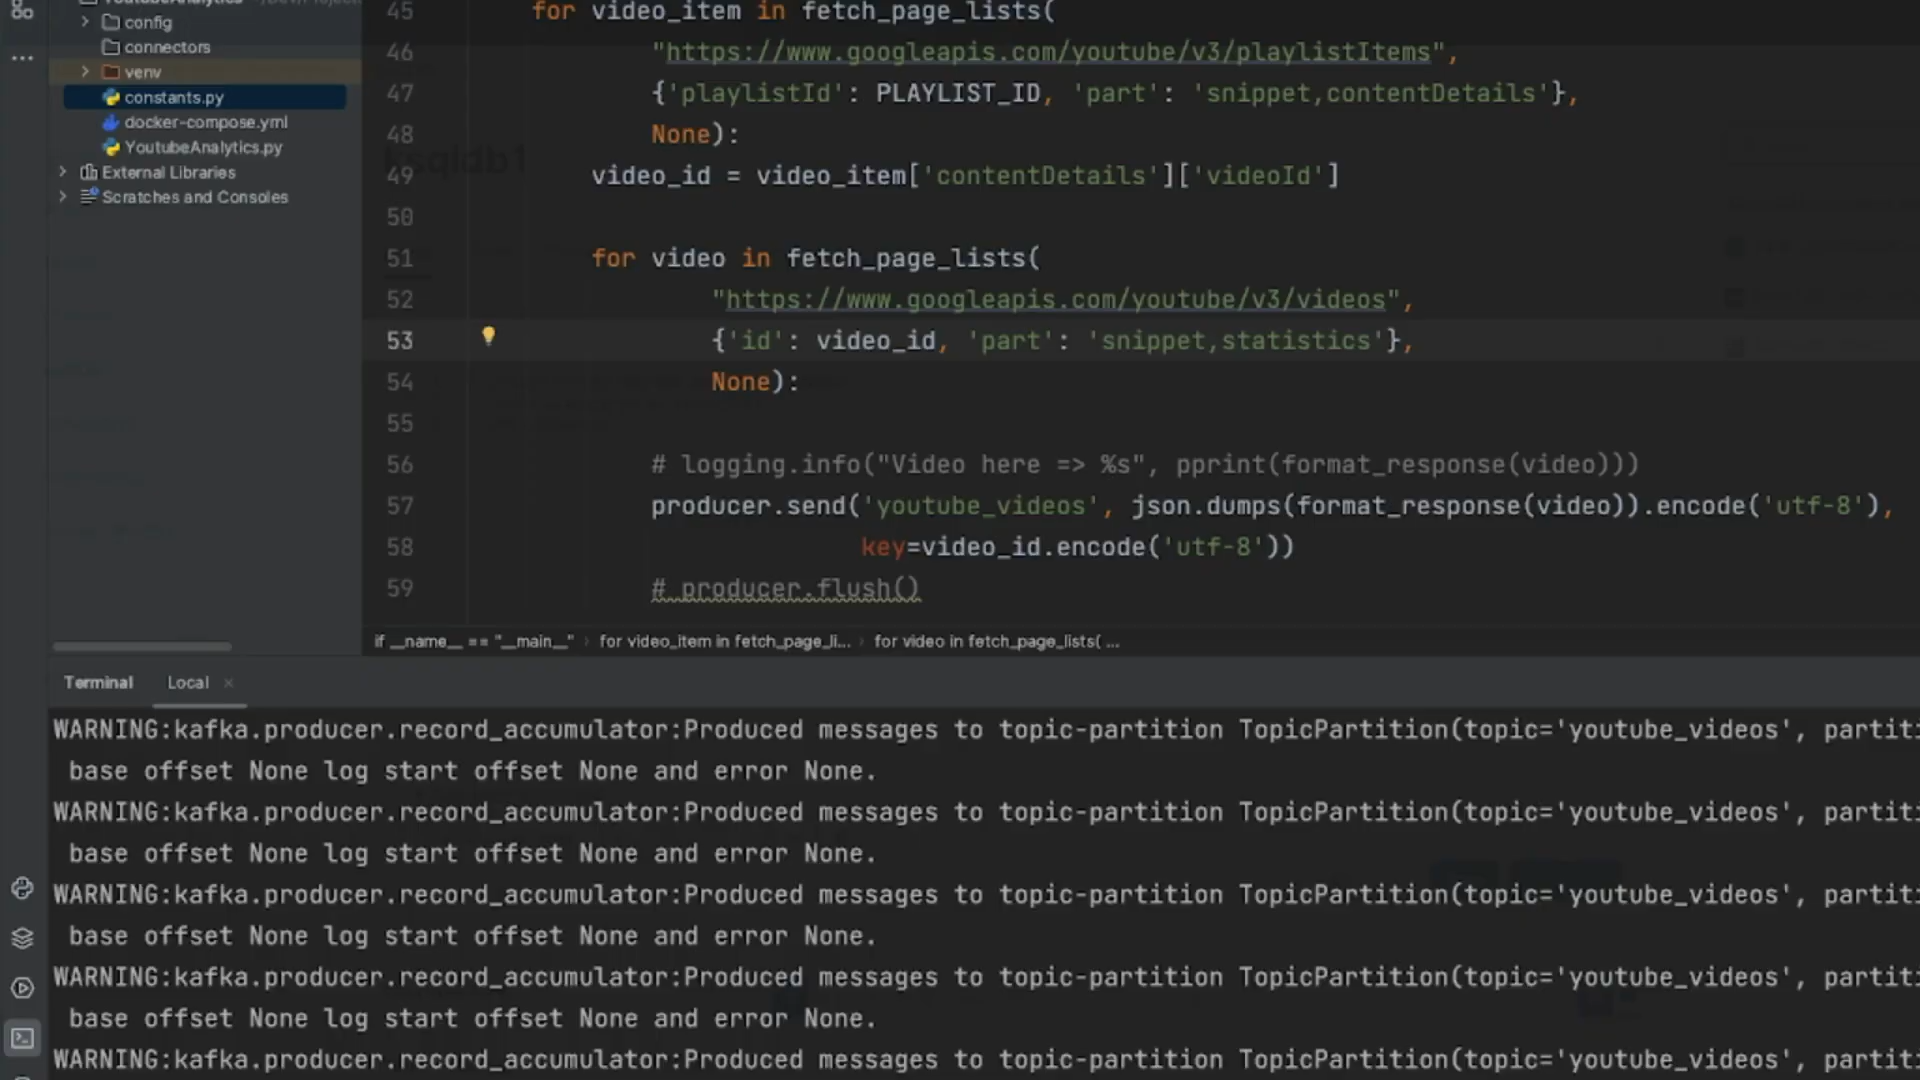 config
connectors
venv
constants.py
docker-compose.yml
YoutubeAnalytics.py
External Libraries
Scratches and Consoles
45 for video_item in fetch_page_lists(
46 "https://www.googleapis.com/youtube/v3/playlistItems",
47 {'playlistId': PLAYLIST_ID, 'part': 'snippet,contentDetails'},
48 None):
49 video_id = video_item['contentDetails']['videoId']
50
51 for video in fetch_page_lists(
52 "https://www.googleapis.com/youtube/v3/videos",
53 {'id': video_id, 'part': 'snippet,statistics'},
54 None):
55
56 # logging.info("Video here => %s", pprint(format_response(video)))
57 producer.send('youtube_videos', json.dumps(format_response(video)).encode('utf-8'),
58 key=video_id.encode('utf-8'))
59 # producer.flush()
if __name__ == "__main__" › for video_item in fetch_page_li... › for video in fetch_page_lists( ...
Terminal Local ×
WARNING:kafka.producer.record_accumulator:Produced messages to topic-partition TopicPartition(topic='youtube_videos', partiti
base offset None log start offset None and error None.
WARNING:kafka.producer.record_accumulator:Produced messages to topic-partition TopicPartition(topic='youtube_videos', partiti
base offset None log start offset None and error None.
WARNING:kafka.producer.record_accumulator:Produced messages to topic-partition TopicPartition(topic='youtube_videos', partiti
base offset None log start offset None and error None.
WARNING:kafka.producer.record_accumulator:Produced messages to topic-partition TopicPartition(topic='youtube_videos', partiti
base offset None log start offset None and error None.
WARNING:kafka.producer.record_accumulator:Produced messages to topic-partition TopicPartition(topic='youtube_videos', partiti